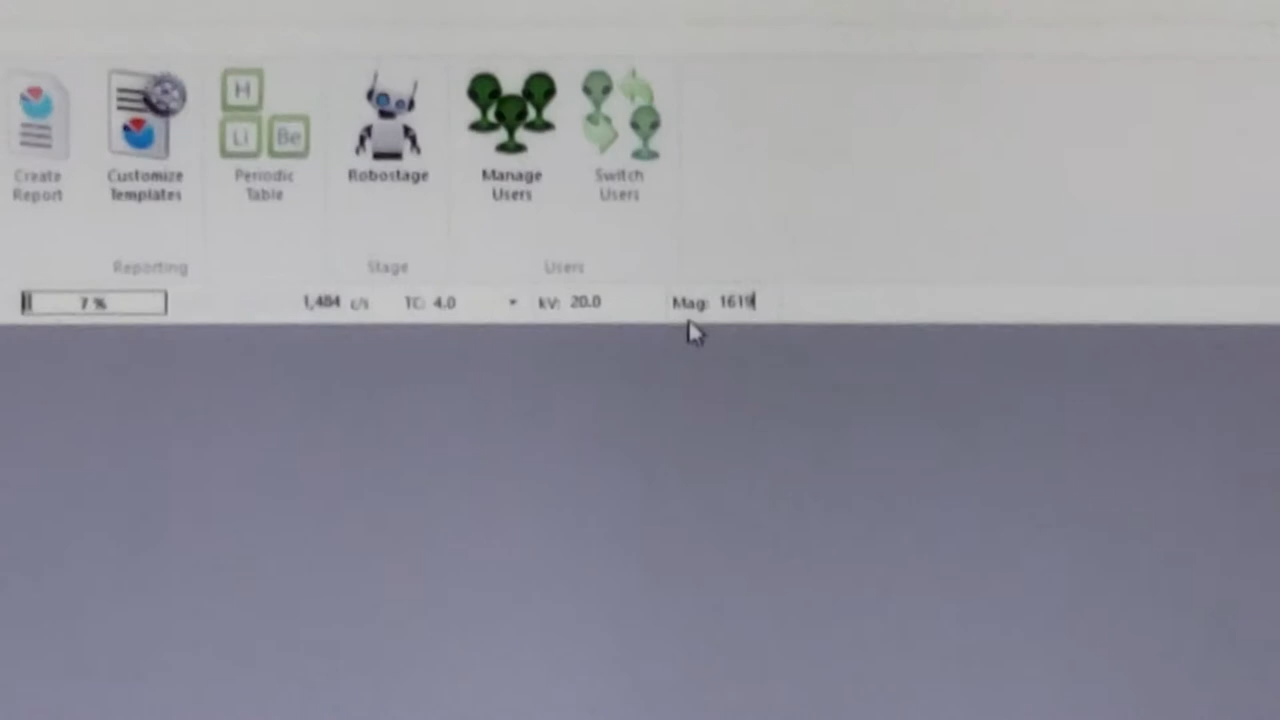 H
Li Be
Create Report
Customize Templates
Periodic Table
Robostage
Manage Users
Switch Users
Reporting
Stage
Users
7 %
1,484 c/s
TC: 4.0
kV: 20.0
Mag: 1619